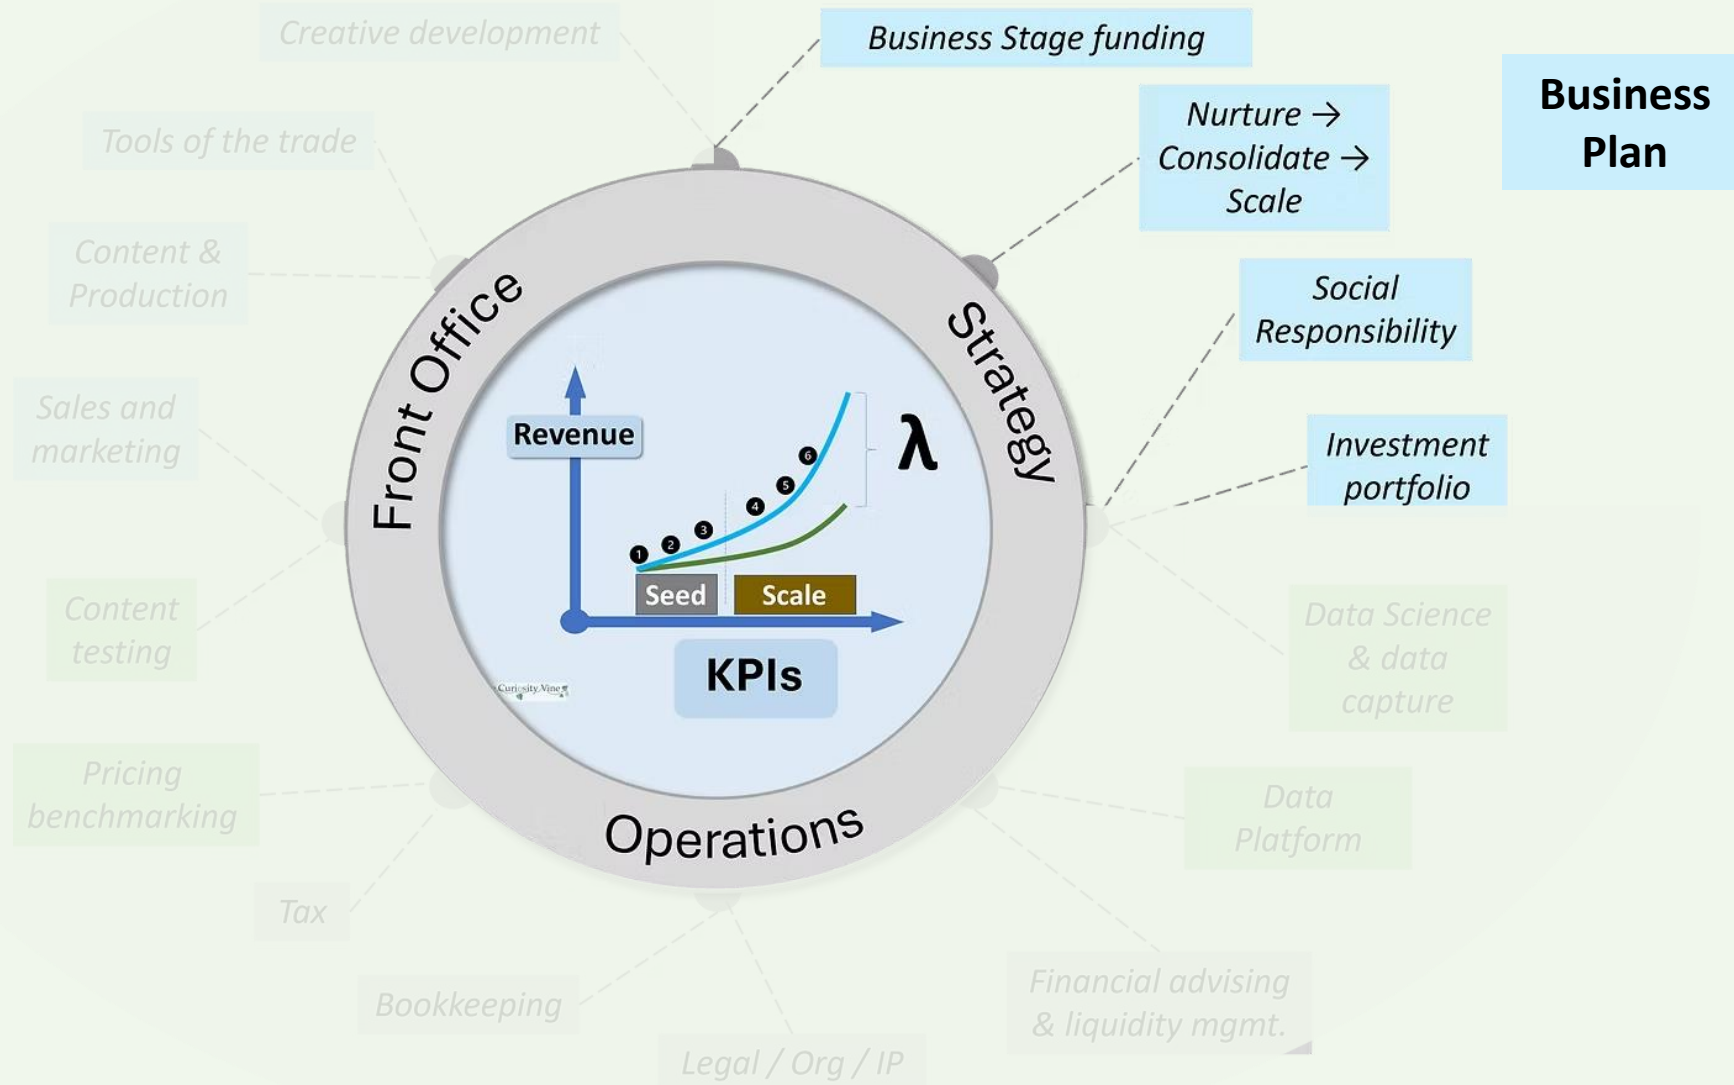 Creative development
Business Stage funding
Business
Plan
Nurture →
Consolidate →
Scale
Tools of the trade
Content &
Production
Social
Responsibility
Front Office
Strategy
Sales and
marketing
Investment
portfolio
Revenue
λ
6
5
4
3
2
1
Seed
Scale
KPIs
Curiosity Vine
Content
testing
Data Science
& data
capture
Pricing
benchmarking
Data
Platform
Operations
Tax
Bookkeeping
Financial advising
& liquidity mgmt.
Legal / Org / IP